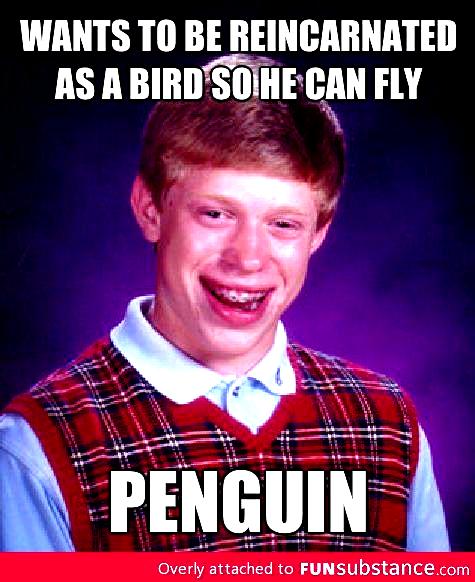 WANTS TO BE REINCARNATED
AS A BIRD SO HE CAN FLY
PENGUIN
Overly attached to FUNsubstance.com